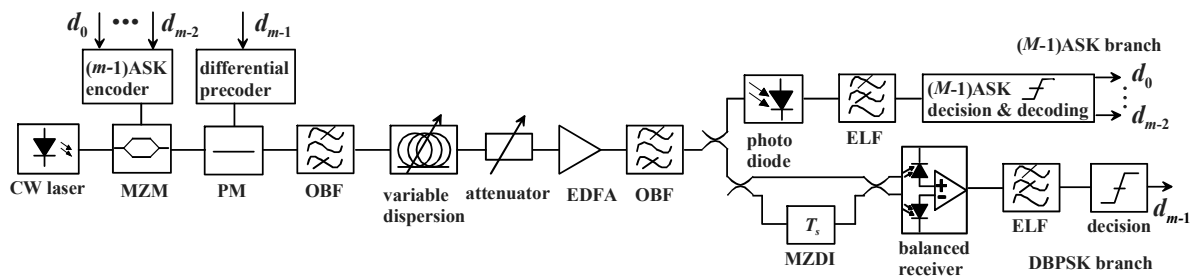 d0 ••• dm-2
dm-1
(m-1)ASK
encoder
differential
precoder
CW laser
MZM
PM
OBF
variable
dispersion
attenuator
EDFA
OBF
(M-1)ASK branch
photo
diode
ELF
(M-1)ASK
decision & decoding
d0
dm-2
Ts
MZDI
+
-
balanced
receiver
ELF
decision
dm-1
DBPSK branch